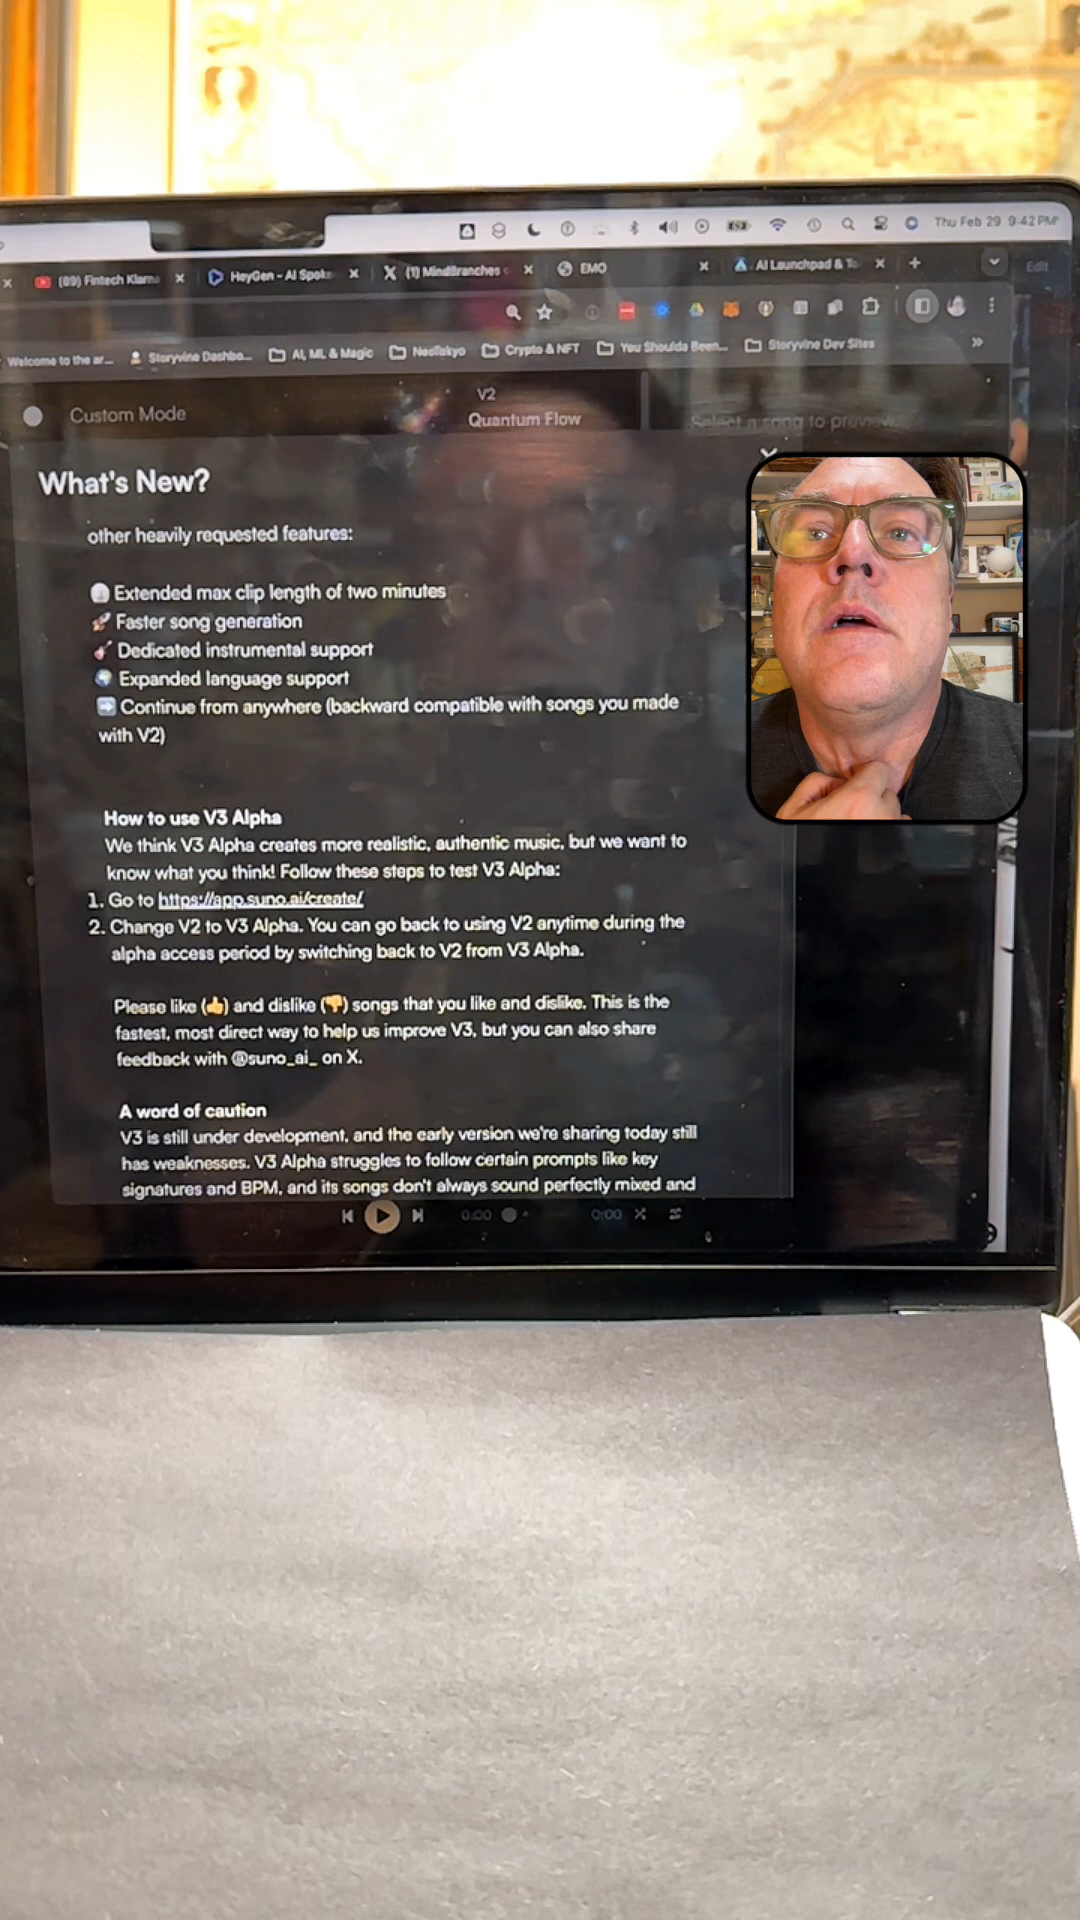 Thu Feb 29 9:42 PM
(89) Fintech Klarna
HeyGen - AI Spoke
(1) MindBranches
EMO
AI Launchpad & To
Edit
Welcome to the ar...
Storyvine Dashbo...
AI, ML & Magic
NeoTokyo
Crypto & NFT
You Shoulda Been...
Storyvine Dev Sites
Custom Mode
V2
Quantum Flow
Select a song to preview
What's New?
other heavily requested features:
Extended max clip length of two minutes
🚀 Faster song generation
🎸 Dedicated instrumental support
🌍 Expanded language support
➡️ Continue from anywhere (backward compatible with songs you made
with V2)
How to use V3 Alpha
We think V3 Alpha creates more realistic, authentic music, but we want to
know what you think! Follow these steps to test V3 Alpha:
1. Go to https://app.suno.ai/create/
2. Change V2 to V3 Alpha. You can go back to using V2 anytime during the
alpha access period by switching back to V2 from V3 Alpha.
Please like (👍) and dislike (👎) songs that you like and dislike. This is the
fastest, most direct way to help us improve V3, but you can also share
feedback with @suno_ai_ on X.
A word of caution
V3 is still under development, and the early version we're sharing today still
has weaknesses. V3 Alpha struggles to follow certain prompts like key
signatures and BPM, and its songs don't always sound perfectly mixed and
0:00
0:00